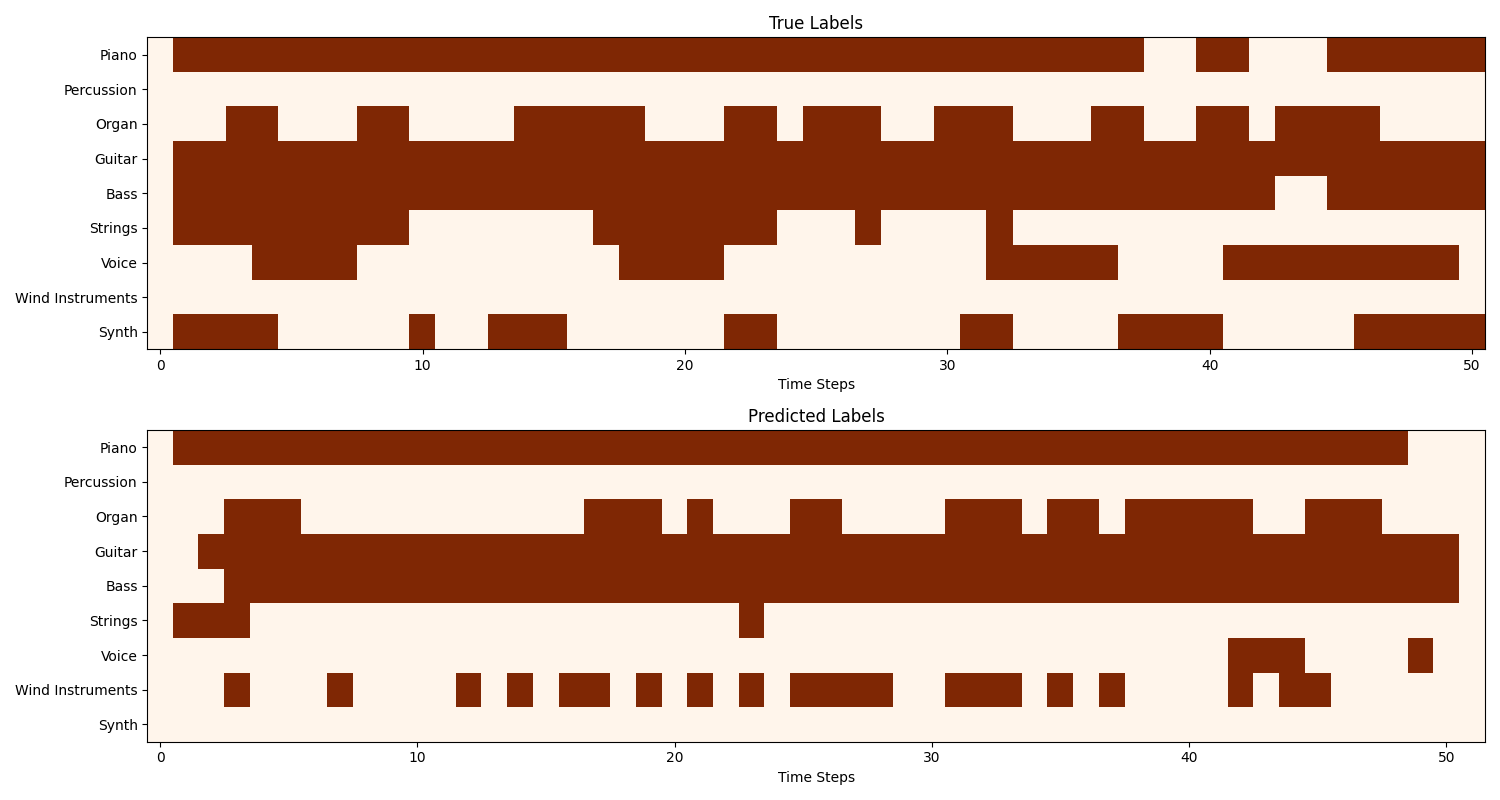 True Labels
Piano
Percussion
Organ
Guitar
Bass
Strings
Voice
Wind Instruments
Synth
0 10 20 30 40 50
Time Steps
Predicted Labels
Piano
Percussion
Organ
Guitar
Bass
Strings
Voice
Wind Instruments
Synth
0 10 20 30 40 50
Time Steps